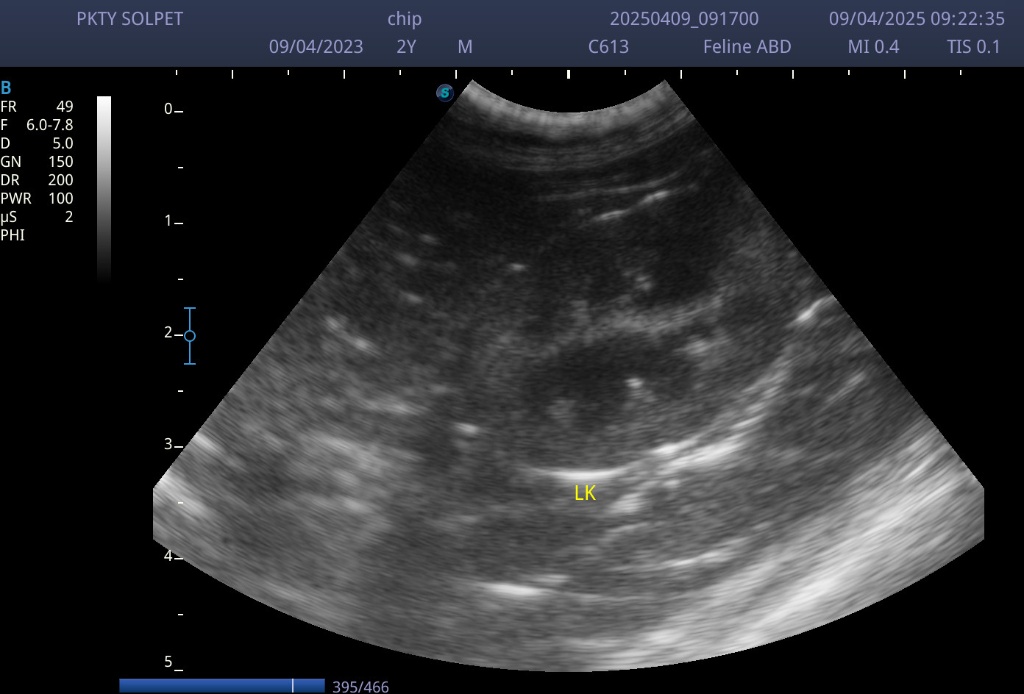 PKTY SOLPET chip 20250409_091700 09/04/2025 09:22:35
09/04/2023 2Y M C613 Feline ABD MI 0.4 TIS 0.1
B
S
FR 49
F 6.0-7.8
D 5.0
GN 150
DR 200
PWR 100
µS 2
PHI
0
1
2
3
4
5
LK
395/466